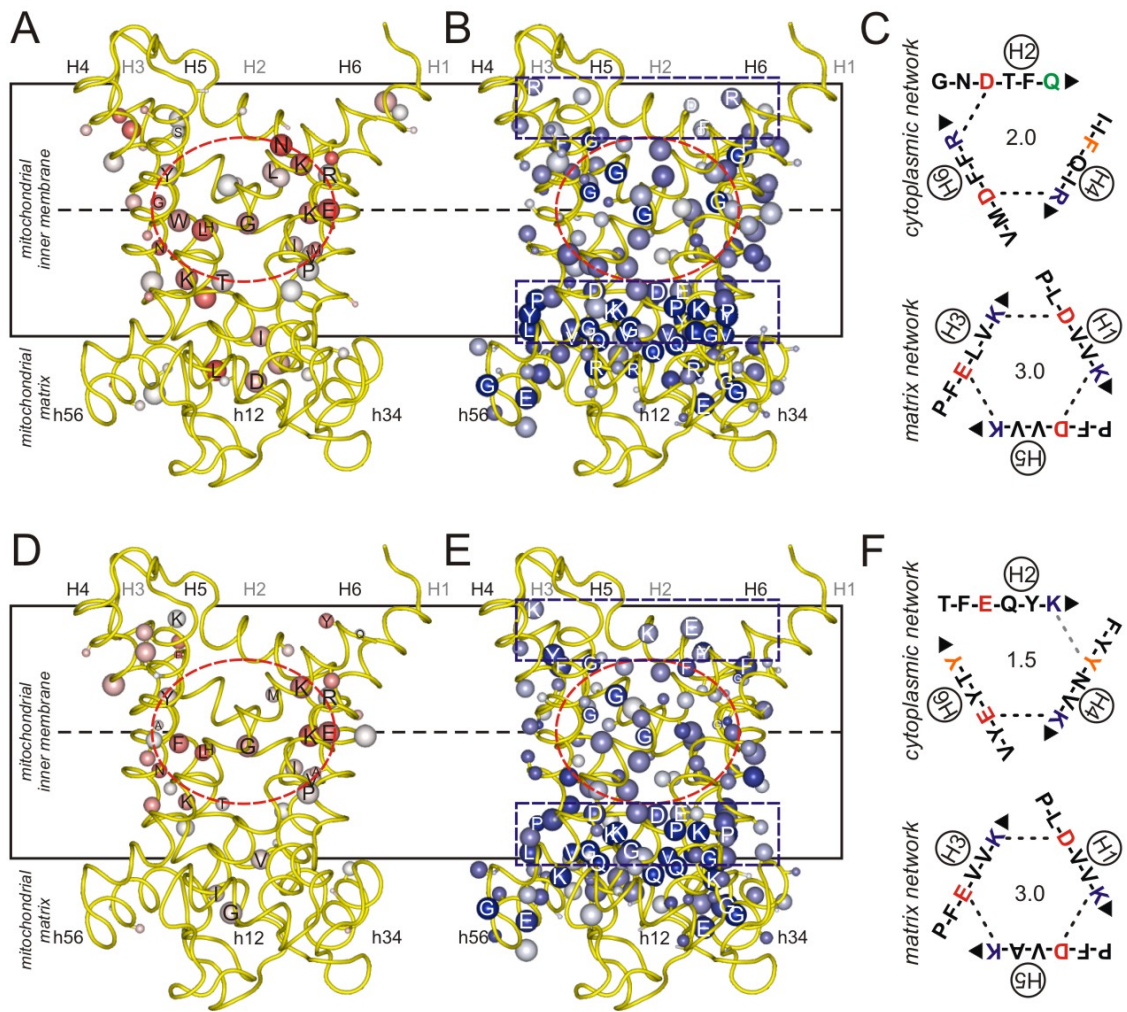 A
B
C
H4 H3 H5 H2 H6 H1
H4 H3 H5 H2 H6 H1
mitochondrial
inner membrane
mitochondrial
matrix
S
N
K
L
R
Y
G
W
L
H
G
K
E
N
I
M
P
K
T
I
L
D
h56 h12 h34
R
D
R
F
G
G
G
G
G
G
D
D
E
P
K
P
K
P
Y
L
V
G
Q
G
Q
Q
Y
L
G
V
R
R
R
G
E
G
E
G
h56 h12 h34
cytoplasmic network
H2
G-N-D-T-F-Q
2.0
I-I-F-Q-I-R
H4
V-M-D-F-F-R
H6
matrix network
P-L-D-V-V-K
H1
H3
P-F-E-L-V-K
3.0
P-F-D-V-V-K
H5
D
E
F
H4 H3 H5 H2 H6 H1
H4 H3 H5 H2 H6 H1
mitochondrial
inner membrane
mitochondrial
matrix
K
Y
Y
M
K
R
A
F
H
G
K
E
N
I
A
V
P
K
T
V
I
G
h56 h12 h34
K
K
E
Y
Y
G
F
F
G
G
G
D
D
E
P
K
K
P
K
P
L
V
G
Q
G
V
Q
Q
G
K
K
G
E
G
E
G
h56 h12 h34
cytoplasmic network
H2
T-F-E-Q-Y-K
1.5
F-Y-Y-N-V-K
H4
V-Y-E-Y-T-Y
H6
matrix network
P-L-D-V-V-K
H1
H3
P-F-E-V-V-K
3.0
P-F-D-V-A-K
H5